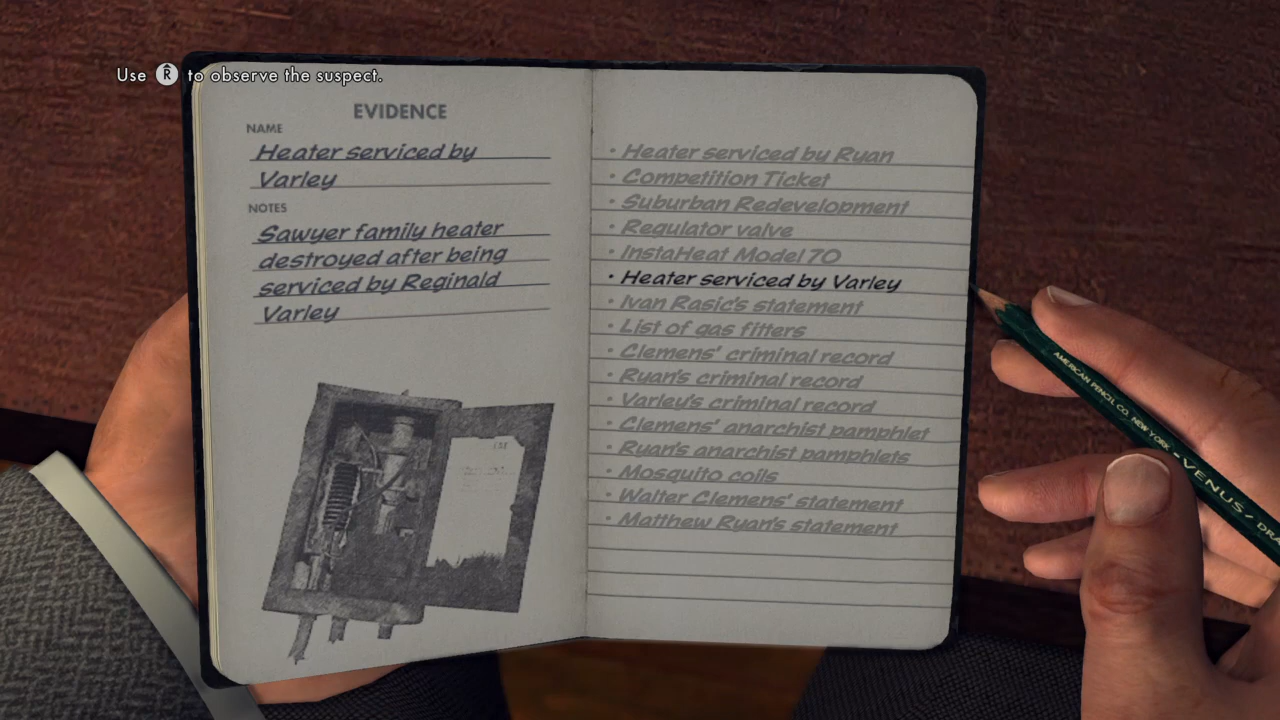 Use R to observe the suspect.
EVIDENCE
NAME
Heater serviced by
Varley
NOTES
Sawyer family heater
destroyed after being
serviced by Reginald
Varley
• Heater serviced by Ryan
• Competition Ticket
• Suburban Redevelopment
• Regulator valve
• InstaHeat Model 70
• Heater serviced by Varley
• Ivan Rasic's statement
• List of gas fitters
• Clemens' criminal record
• Ryan's criminal record
• Varley's criminal record
• Clemens' anarchist pamphlet
• Ryan's anarchist pamphlets
• Mosquito coils
• Walter Clemens' statement
• Matthew Ryan's statement
AMERICAN PENCIL CO. NEW YORK - VENUS / DRA